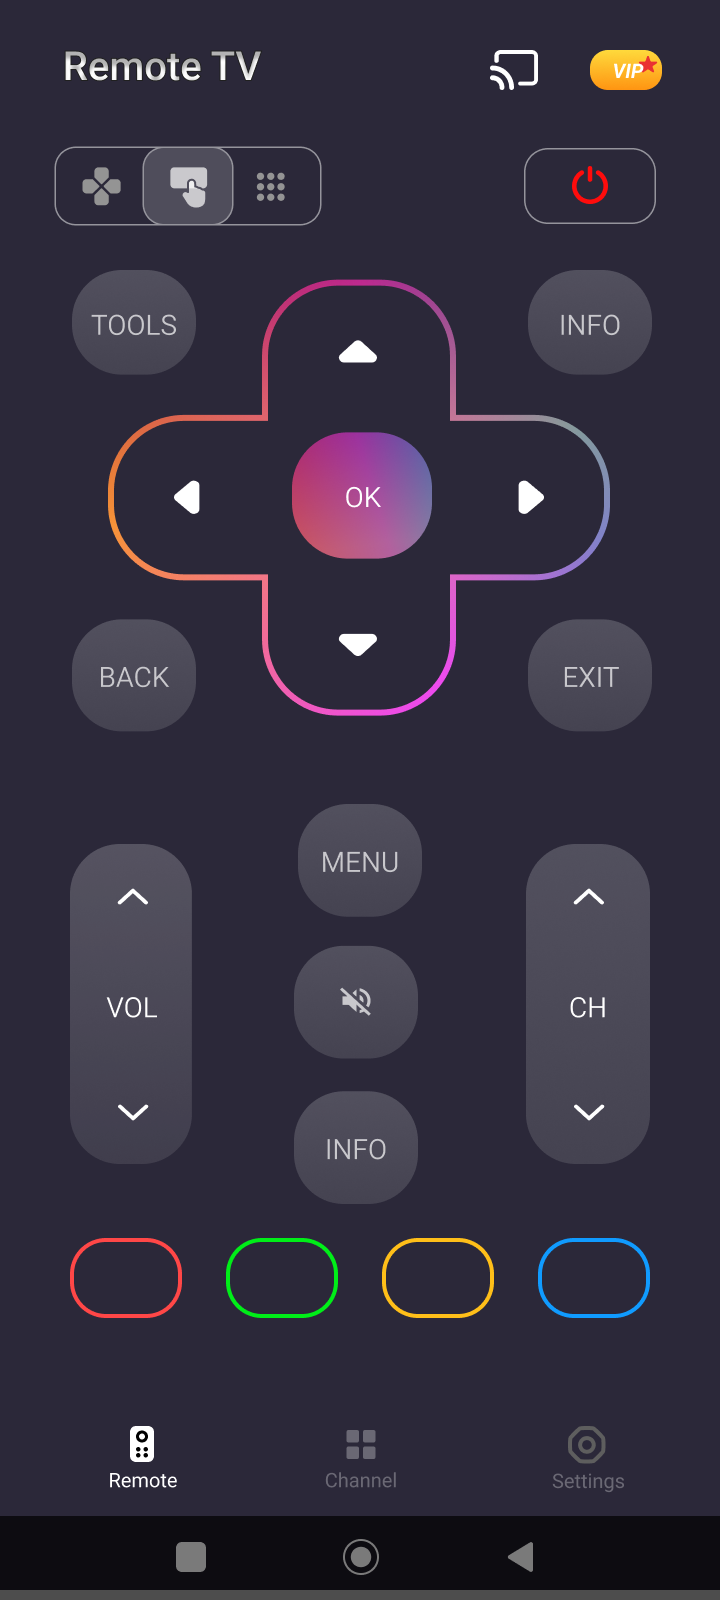 Remote TV
VIP
TOOLS
INFO
OK
BACK
EXIT
MENU
VOL
CH
INFO
Remote
Channel
Settings